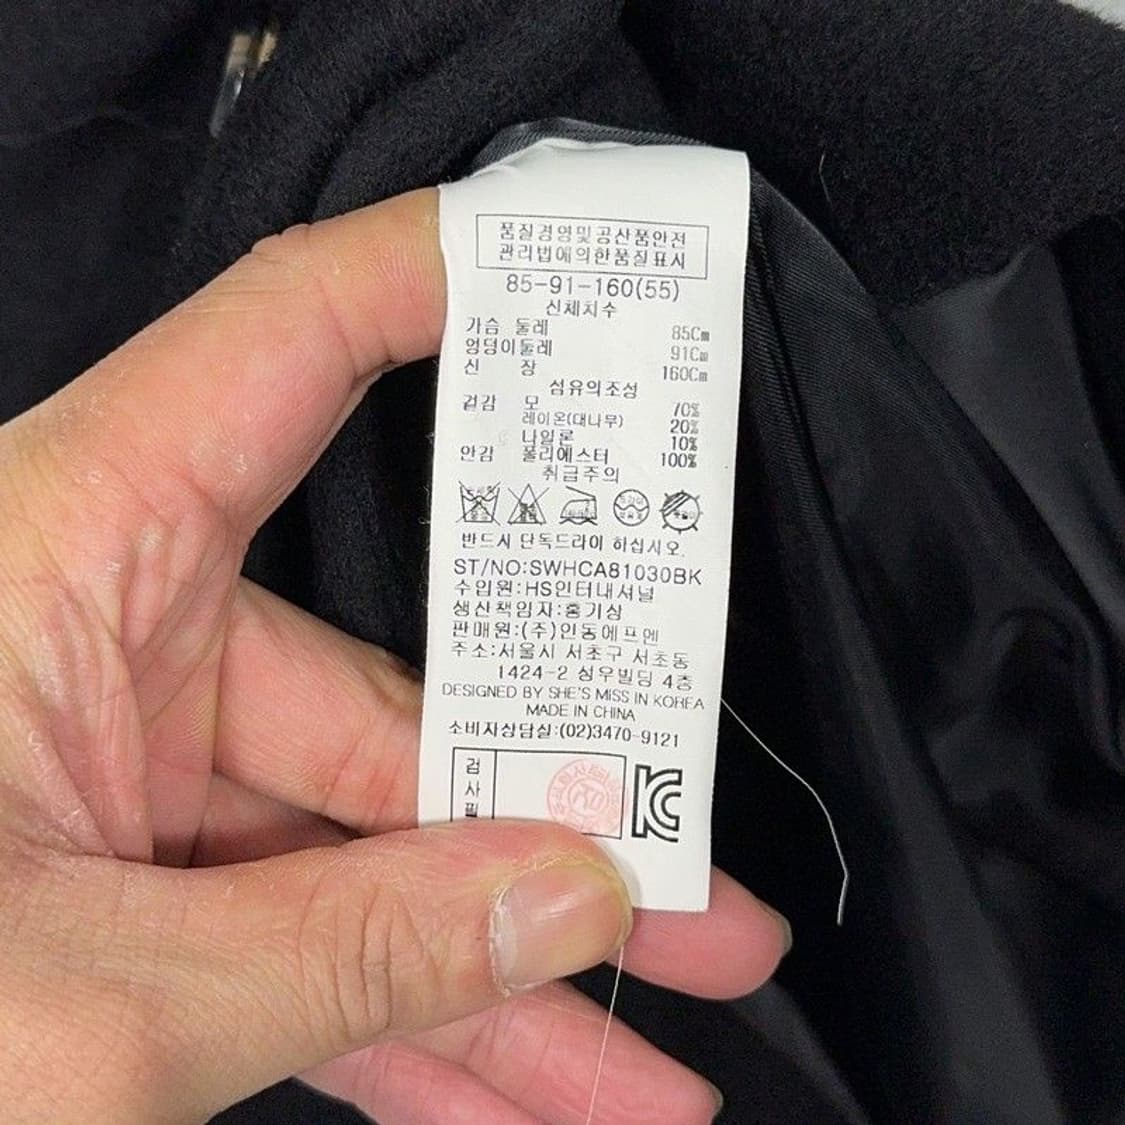 품질경영및공산품안전
관리법에의한품질표시
85-91-160(55)
신체치수
가슴 둘레 85Cm
엉덩이둘레 91Cm
신 장 160Cm
섬유의조성
겉감 모 70%
레이온(대나무) 20%
나일론 10%
안감 폴리에스터 100%
취급주의
반드시 단독드라이 하십시오.
ST/NO:SWHCA81030BK
수입원:HS인터내셔널
생산책임자:홍기상
판매원:(주)인동에프엔
주소:서울시 서초구 서초동
1424-2 성우빌딩 4층
DESIGNED BY SHE'S MISS IN KOREA
MADE IN CHINA
소비자상담실:(02)3470-9121
검
사
필